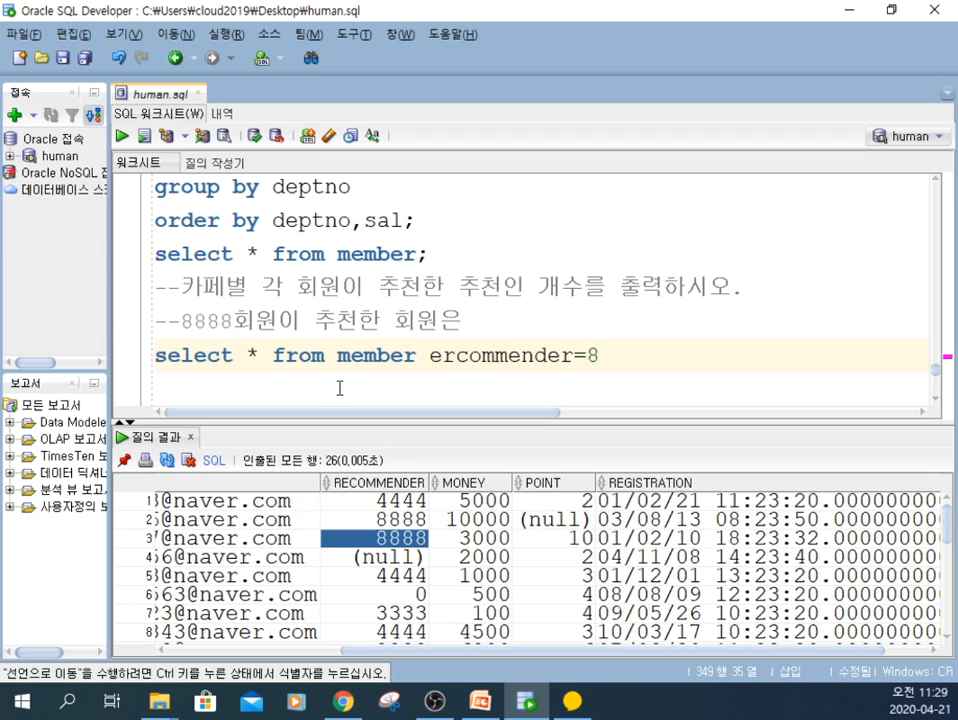 Oracle SQL Developer : C:₩Users₩cloud2019₩Desktop₩human.sql
파일(F) 편집(E) 보기(V) 이동(N) 실행(R) 소스 팀(M) 도구(T) 창(W) 도움말(H)
접속
human.sql
SQL 워크시트(W) 내역
human
워크시트 질의 작성기
Oracle 접속
human
Oracle NoSQL 접
데이터베이스 스
group by deptno
order by deptno,sal;
select * from member;
--카페별 각 회원이 추천한 추천인 개수를 출력하시오.
--8888회원이 추천한 회원은
select * from member ercommender=8
보고서
모든 보고서
Data Modele
OLAP 보고서
TimesTen 보
데이터 딕셔너
분석 뷰 보고
사용자정의 보
질의 결과
SQL 인출된 모든 행: 26(0,005초)
RECOMMENDER MONEY POINT REGISTRATION
1 3@naver.com 4444 5000 2 01/02/21 11:23:20.000000000
2 @naver.com 8888 10000 (null) 03/08/13 08:23:50.000000000
3 @naver.com 8888 3000 10 01/02/10 18:23:32.000000000
4 6@naver.com (null) 2000 2 04/11/08 14:23:40.000000000
5 @naver.com 4444 1000 3 01/12/01 13:23:20.000000000
6 63@naver.com 0 500 4 08/08/09 12:23:20.000000000
7 3@naver.com 3333 100 4 09/05/26 10:23:20.000000000
8 43@naver.com 4444 4500 3 10/03/17 10:23:20.000000000
"선언으로 이동"을 수행하려면 Ctrl 키를 누른 상태에서 식별자를 누르십시오.
349 행 35 열 삽입 수정됨 Windows: CR
오전 11:29
2020-04-21